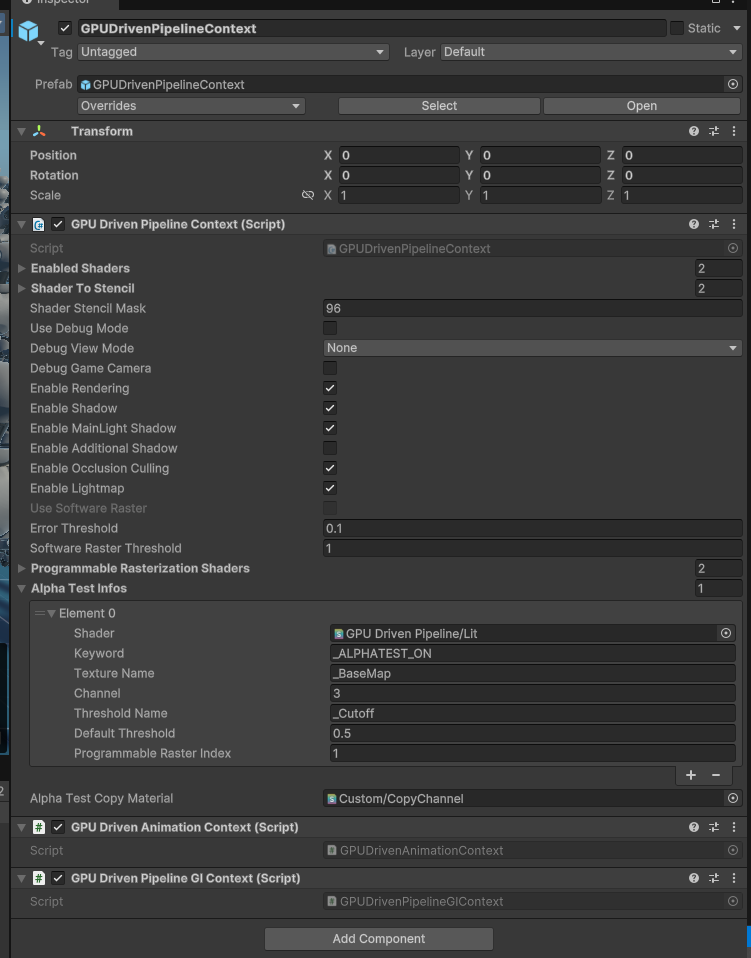 Inspector
GPUDrivenPipelineContext Static
Tag Untagged Layer Default
Prefab GPUDrivenPipelineContext
Overrides Select Open
Transform
Position X 0 Y 0 Z 0
Rotation X 0 Y 0 Z 0
Scale X 1 Y 1 Z 1
GPU Driven Pipeline Context (Script)
Script GPUDrivenPipelineContext
Enabled Shaders 2
Shader To Stencil 2
Shader Stencil Mask 96
Use Debug Mode
Debug View Mode None
Debug Game Camera
Enable Rendering
Enable Shadow
Enable MainLight Shadow
Enable Additional Shadow
Enable Occlusion Culling
Enable Lightmap
Use Software Raster
Error Threshold 0.1
Software Raster Threshold 1
Programmable Rasterization Shaders 2
Alpha Test Infos 1
Element 0
Shader GPU Driven Pipeline/Lit
Keyword _ALPHATEST_ON
Texture Name _BaseMap
Channel 3
Threshold Name _Cutoff
Default Threshold 0.5
Programmable Raster Index 1
+ −
Alpha Test Copy Material Custom/CopyChannel
2
GPU Driven Animation Context (Script)
Script GPUDrivenAnimationContext
GPU Driven Pipeline GI Context (Script)
Script GPUDrivenPipelineGIContext
Add Component